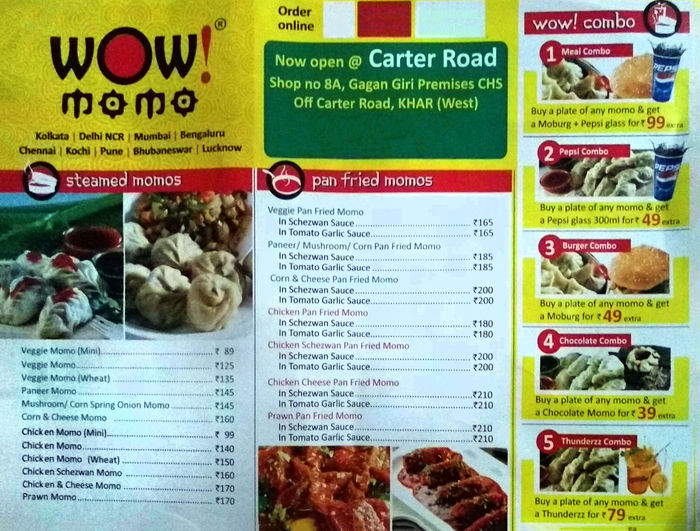 WOW!
MOMO
®
Kolkata | Delhi NCR | Mumbai | Bengaluru
Chennai | Kochi | Pune | Bhubaneswar | Lucknow
Order
online
Now open @ Carter Road
Shop no 8A, Gagan Giri Premises CHS
Off Carter Road, KHAR (West)
steamed momos
Veggie Momo (Mini) ₹ 89
Veggie Momo ₹125
Veggie Momo (Wheat) ₹135
Paneer Momo ₹145
Mushroom/ Corn Spring Onion Momo ₹145
Corn & Cheese Momo ₹160
Chicken Momo (Mini) ₹ 99
Chicken Momo ₹140
Chicken Momo (Wheat) ₹150
Chicken Schezwan Momo ₹160
Chicken & Cheese Momo ₹170
Prawn Momo ₹170
pan fried momos
Veggie Pan Fried Momo
In Schezwan Sauce ₹165
In Tomato Garlic Sauce ₹165
Paneer/ Mushroom/ Corn Pan Fried Momo
In Schezwan Sauce ₹185
In Tomato Garlic Sauce ₹185
Corn & Cheese Pan Fried Momo
In Schezwan Sauce ₹200
In Tomato Garlic Sauce ₹200
Chicken Pan Fried Momo
In Schezwan Sauce ₹180
In Tomato Garlic Sauce ₹180
Chicken Schezwan Pan Fried Momo
In Schezwan Sauce ₹200
In Tomato Garlic Sauce ₹200
Chicken Cheese Pan Fried Momo
In Schezwan Sauce ₹210
In Tomato Garlic Sauce ₹210
Prawn Pan Fried Momo
In Schezwan Sauce ₹210
In Tomato Garlic Sauce ₹210
wow! combo
1 Meal Combo
PEPSI
Buy a plate of any momo & get
a Moburg + Pepsi glass for ₹ 99 extra
2 Pepsi Combo
PEPSI
Buy a plate of any momo & get
a Pepsi glass 300ml for ₹ 49 extra
3 Burger Combo
Buy a plate of any momo & get
a Moburg for ₹ 49 extra
4 Chocolate Combo
Buy a plate of any momo & get
a Chocolate Momo for ₹ 39 extra
5 Thunderzz Combo
Buy a plate of any momo & get
a Thunderzz for ₹ 79 extra